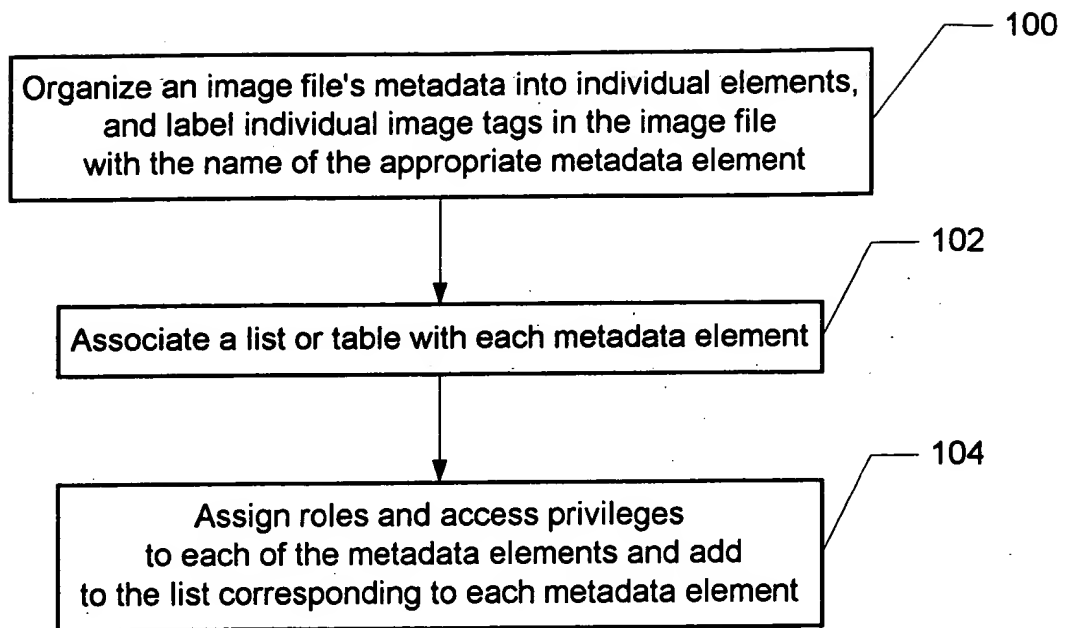 100
Organize an image file's metadata into individual elements,
and label individual image tags in the image file
with the name of the appropriate metadata element
102
Associate a list or table with each metadata element
104
Assign roles and access privileges
to each of the metadata elements and add
to the list corresponding to each metadata element